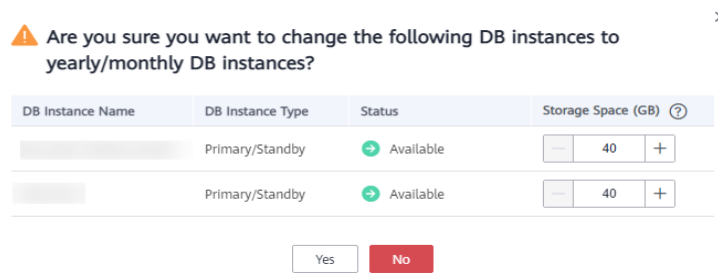 Are you sure you want to change the following DB instances to
yearly/monthly DB instances?
DB Instance Name DB Instance Type Status Storage Space (GB) ?
Primary/Standby Available — 40 +
Primary/Standby Available — 40 +
Yes No